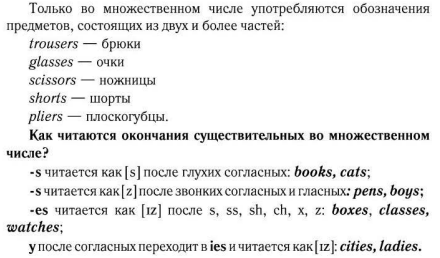 Только во множественном числе употребляются обозначения
предметов, состоящих из двух и более частей:
trousers — брюки
glasses — очки
scissors — ножницы
shorts — шорты
pliers — плоскогубцы.
Как читаются окончания существительных во множественном
числе?
-s читается как [s] после глухих согласных: books, cats;
-s читается как [z] после звонких согласных и гласных: pens, boys;
-es читается как [ɪz] после s, ss, sh, ch, x, z: boxes, classes,
watches;
y после согласных переходит в ies и читается как [ɪz]: cities, ladies.